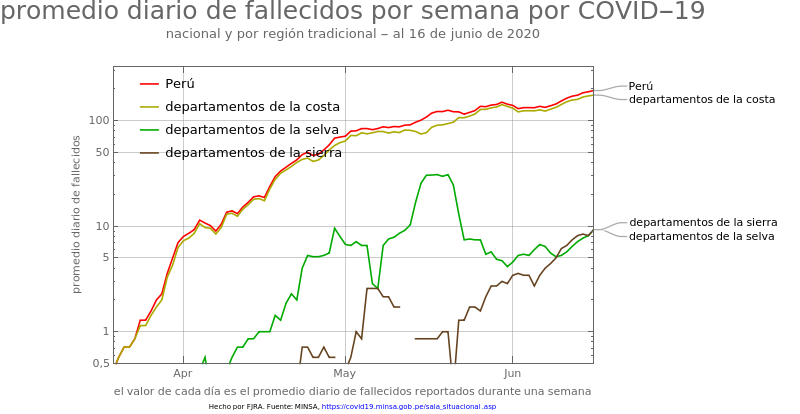 promedio diario de fallecidos por semana por COVID‒19
nacional y por región tradicional ‒ al 16 de junio de 2020
Perú
departamentos de la costa
departamentos de la selva
departamentos de la sierra
promedio diario de fallecidos
100
50
10
5
1
0,5
Apr
May
Jun
Perú
departamentos de la costa
departamentos de la sierra
departamentos de la selva
el valor de cada día es el promedio diario de fallecidos reportados durante una semana
Hecho por FJRA. Fuente: MINSA, https://covid19.minsa.gob.pe/sala_situacional.asp